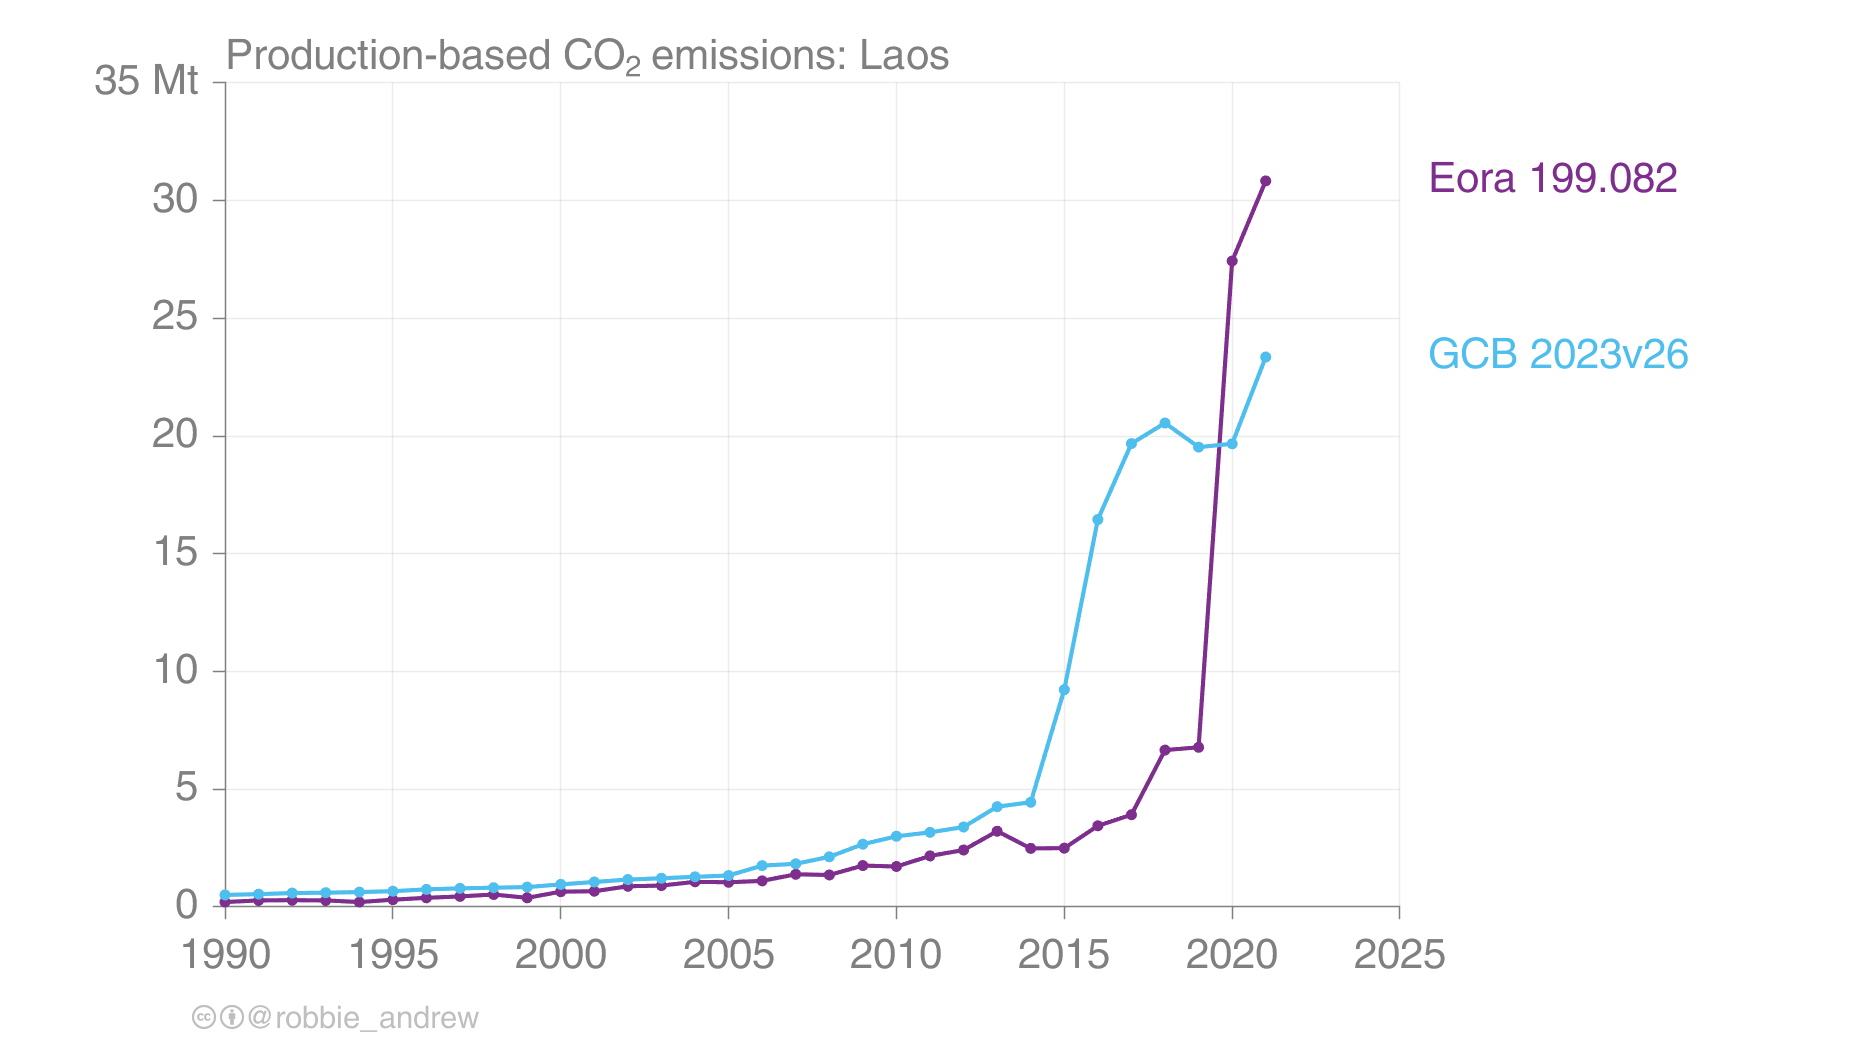 Production-based CO₂ emissions: Laos
35 Mt
30
25
20
15
10
5
0
1990 1995 2000 2005 2010 2015 2020 2025
Eora 199.082
GCB 2023v26
cc @robbie_andrew